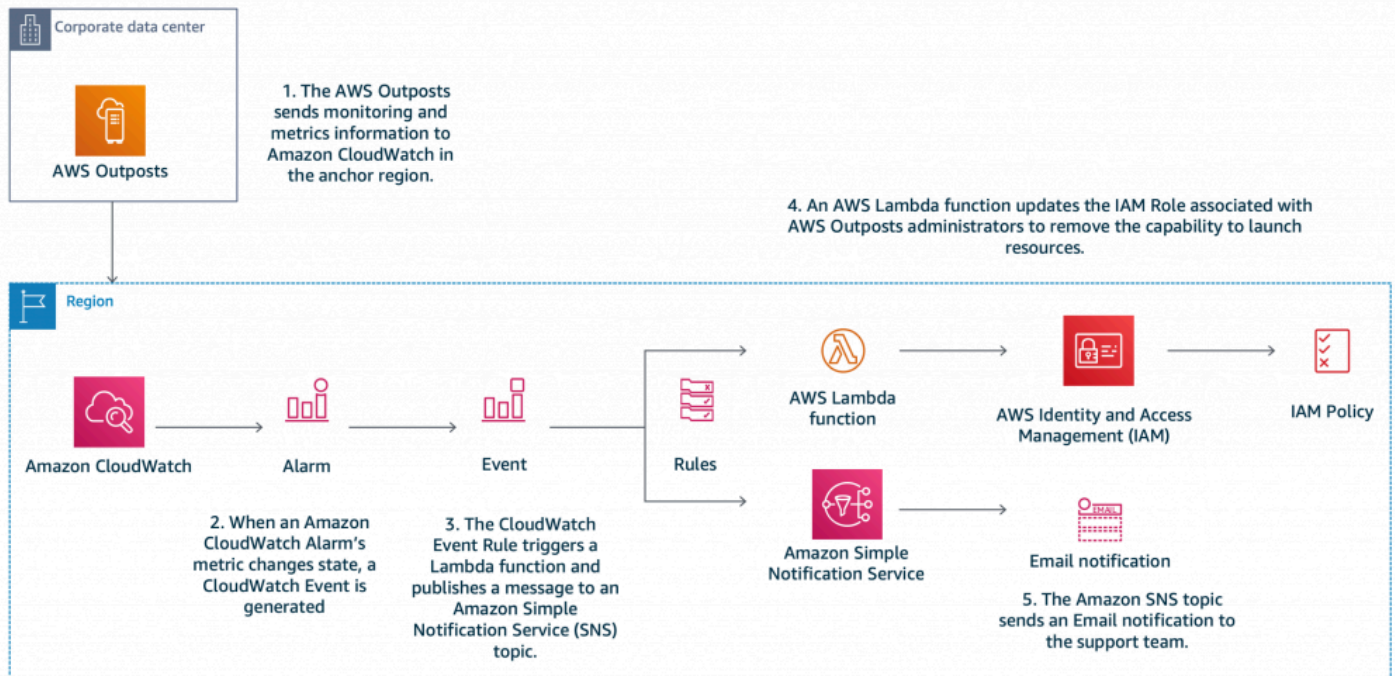 Corporate data center
AWS Outposts
1. The AWS Outposts
sends monitoring and
metrics information to
Amazon CloudWatch in
the anchor region.
4. An AWS Lambda function updates the IAM Role associated with
AWS Outposts administrators to remove the capability to launch
resources.
Region
Amazon CloudWatch
Alarm
Event
Rules
AWS Lambda
function
AWS Identity and Access
Management (IAM)
IAM Policy
2. When an Amazon
CloudWatch Alarm's
metric changes state, a
CloudWatch Event is
generated
3. The CloudWatch
Event Rule triggers a
Lambda function and
publishes a message to an
Amazon Simple
Notification Service (SNS)
topic.
Amazon Simple
Notification Service
EMAIL
Email notification
5. The Amazon SNS topic
sends an Email notification to
the support team.